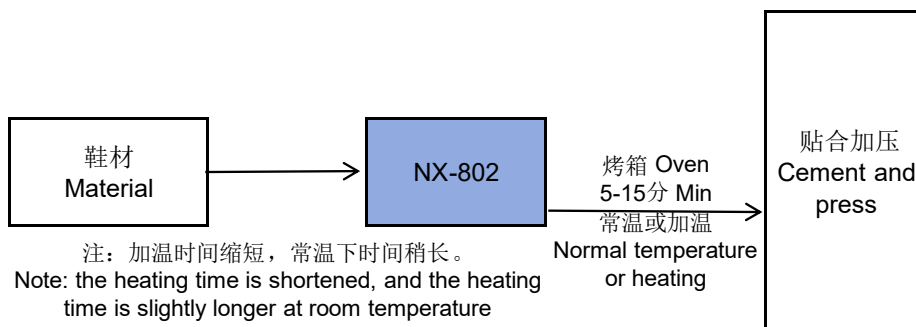 鞋材
Material
NX-802
烤箱 Oven
5-15分 Min
常温或加温
Normal temperature
or heating
贴合加压
Cement and
press
注：加温时间缩短，常温下时间稍长。
Note: the heating time is shortened, and the heating
time is slightly longer at room temperature